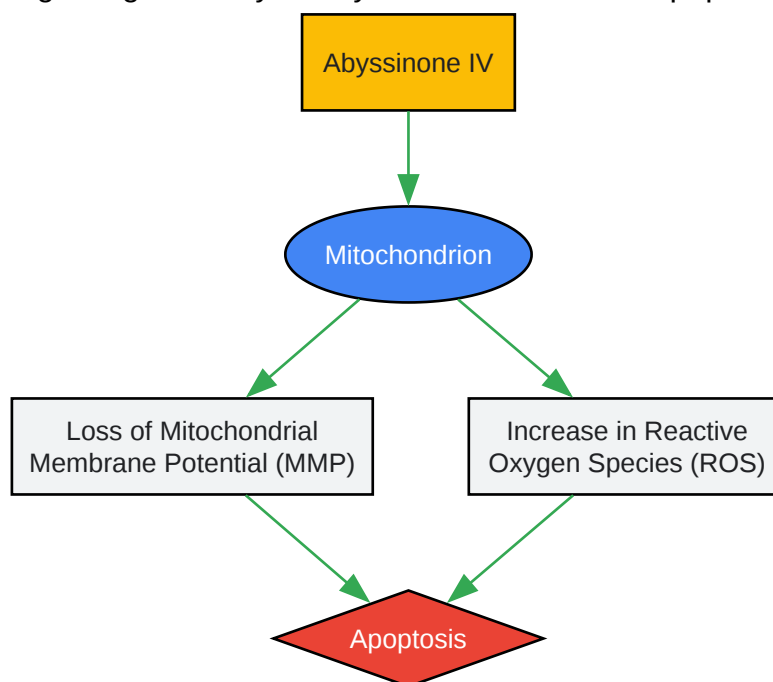 Abyssinone IV
Mitochondrion
Loss of Mitochondrial
Membrane Potential (MMP)
Increase in Reactive
Oxygen Species (ROS)
Apoptosis